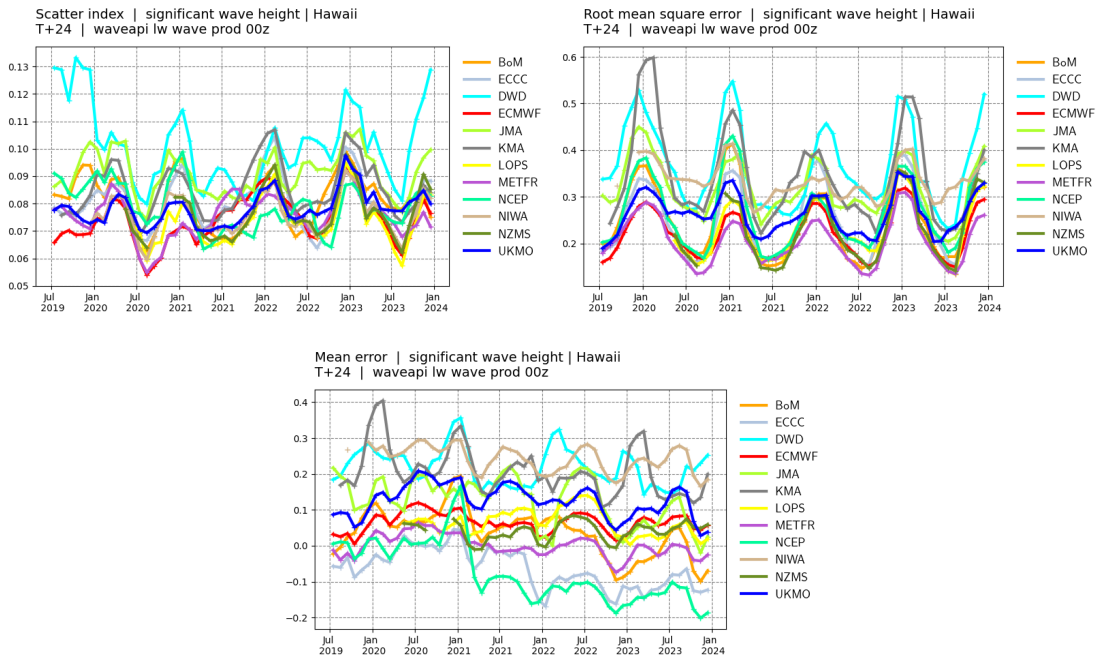 Scatter index | significant wave height | Hawaii
T+24 | waveapi lw wave prod 00z
0.13
0.12
0.11
0.10
0.09
0.08
0.07
0.06
0.05
Jul 2019
Jan 2020
Jul 2020
Jan 2021
Jul 2021
Jan 2022
Jul 2022
Jan 2023
Jul 2023
Jan 2024
BoM
ECCC
DWD
ECMWF
JMA
KMA
LOPS
METFR
NCEP
NIWA
NZMS
UKMO
Root mean square error | significant wave height | Hawaii
T+24 | waveapi lw wave prod 00z
0.6
0.5
0.4
0.3
0.2
Jul 2019
Jan 2020
Jul 2020
Jan 2021
Jul 2021
Jan 2022
Jul 2022
Jan 2023
Jul 2023
Jan 2024
BoM
ECCC
DWD
ECMWF
JMA
KMA
LOPS
METFR
NCEP
NIWA
NZMS
UKMO
Mean error | significant wave height | Hawaii
T+24 | waveapi lw wave prod 00z
0.4
0.3
0.2
0.1
0.0
−0.1
−0.2
Jul 2019
Jan 2020
Jul 2020
Jan 2021
Jul 2021
Jan 2022
Jul 2022
Jan 2023
Jul 2023
Jan 2024
BoM
ECCC
DWD
ECMWF
JMA
KMA
LOPS
METFR
NCEP
NIWA
NZMS
UKMO